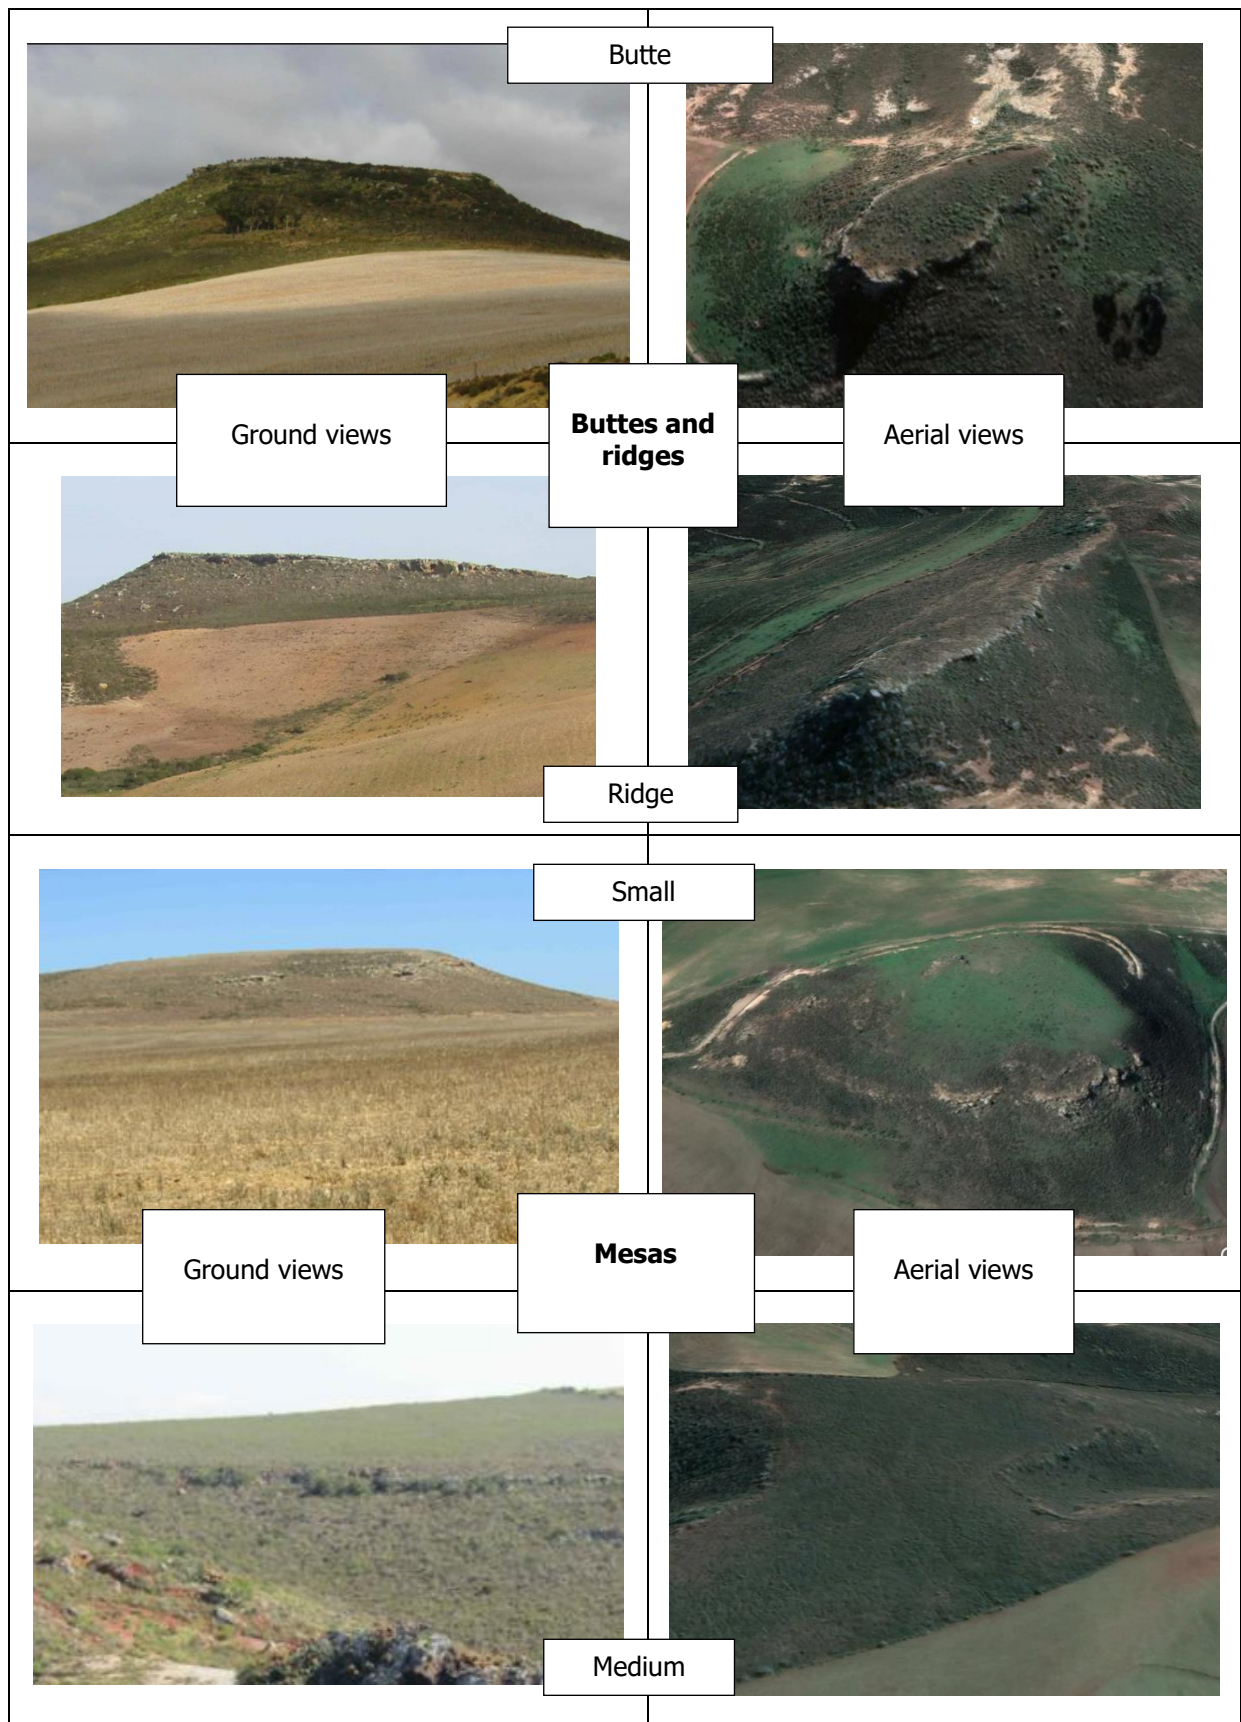 Butte
Ground views
Buttes and
ridges
Aerial views
Ridge
Small
Ground views
Mesas
Aerial views
Medium